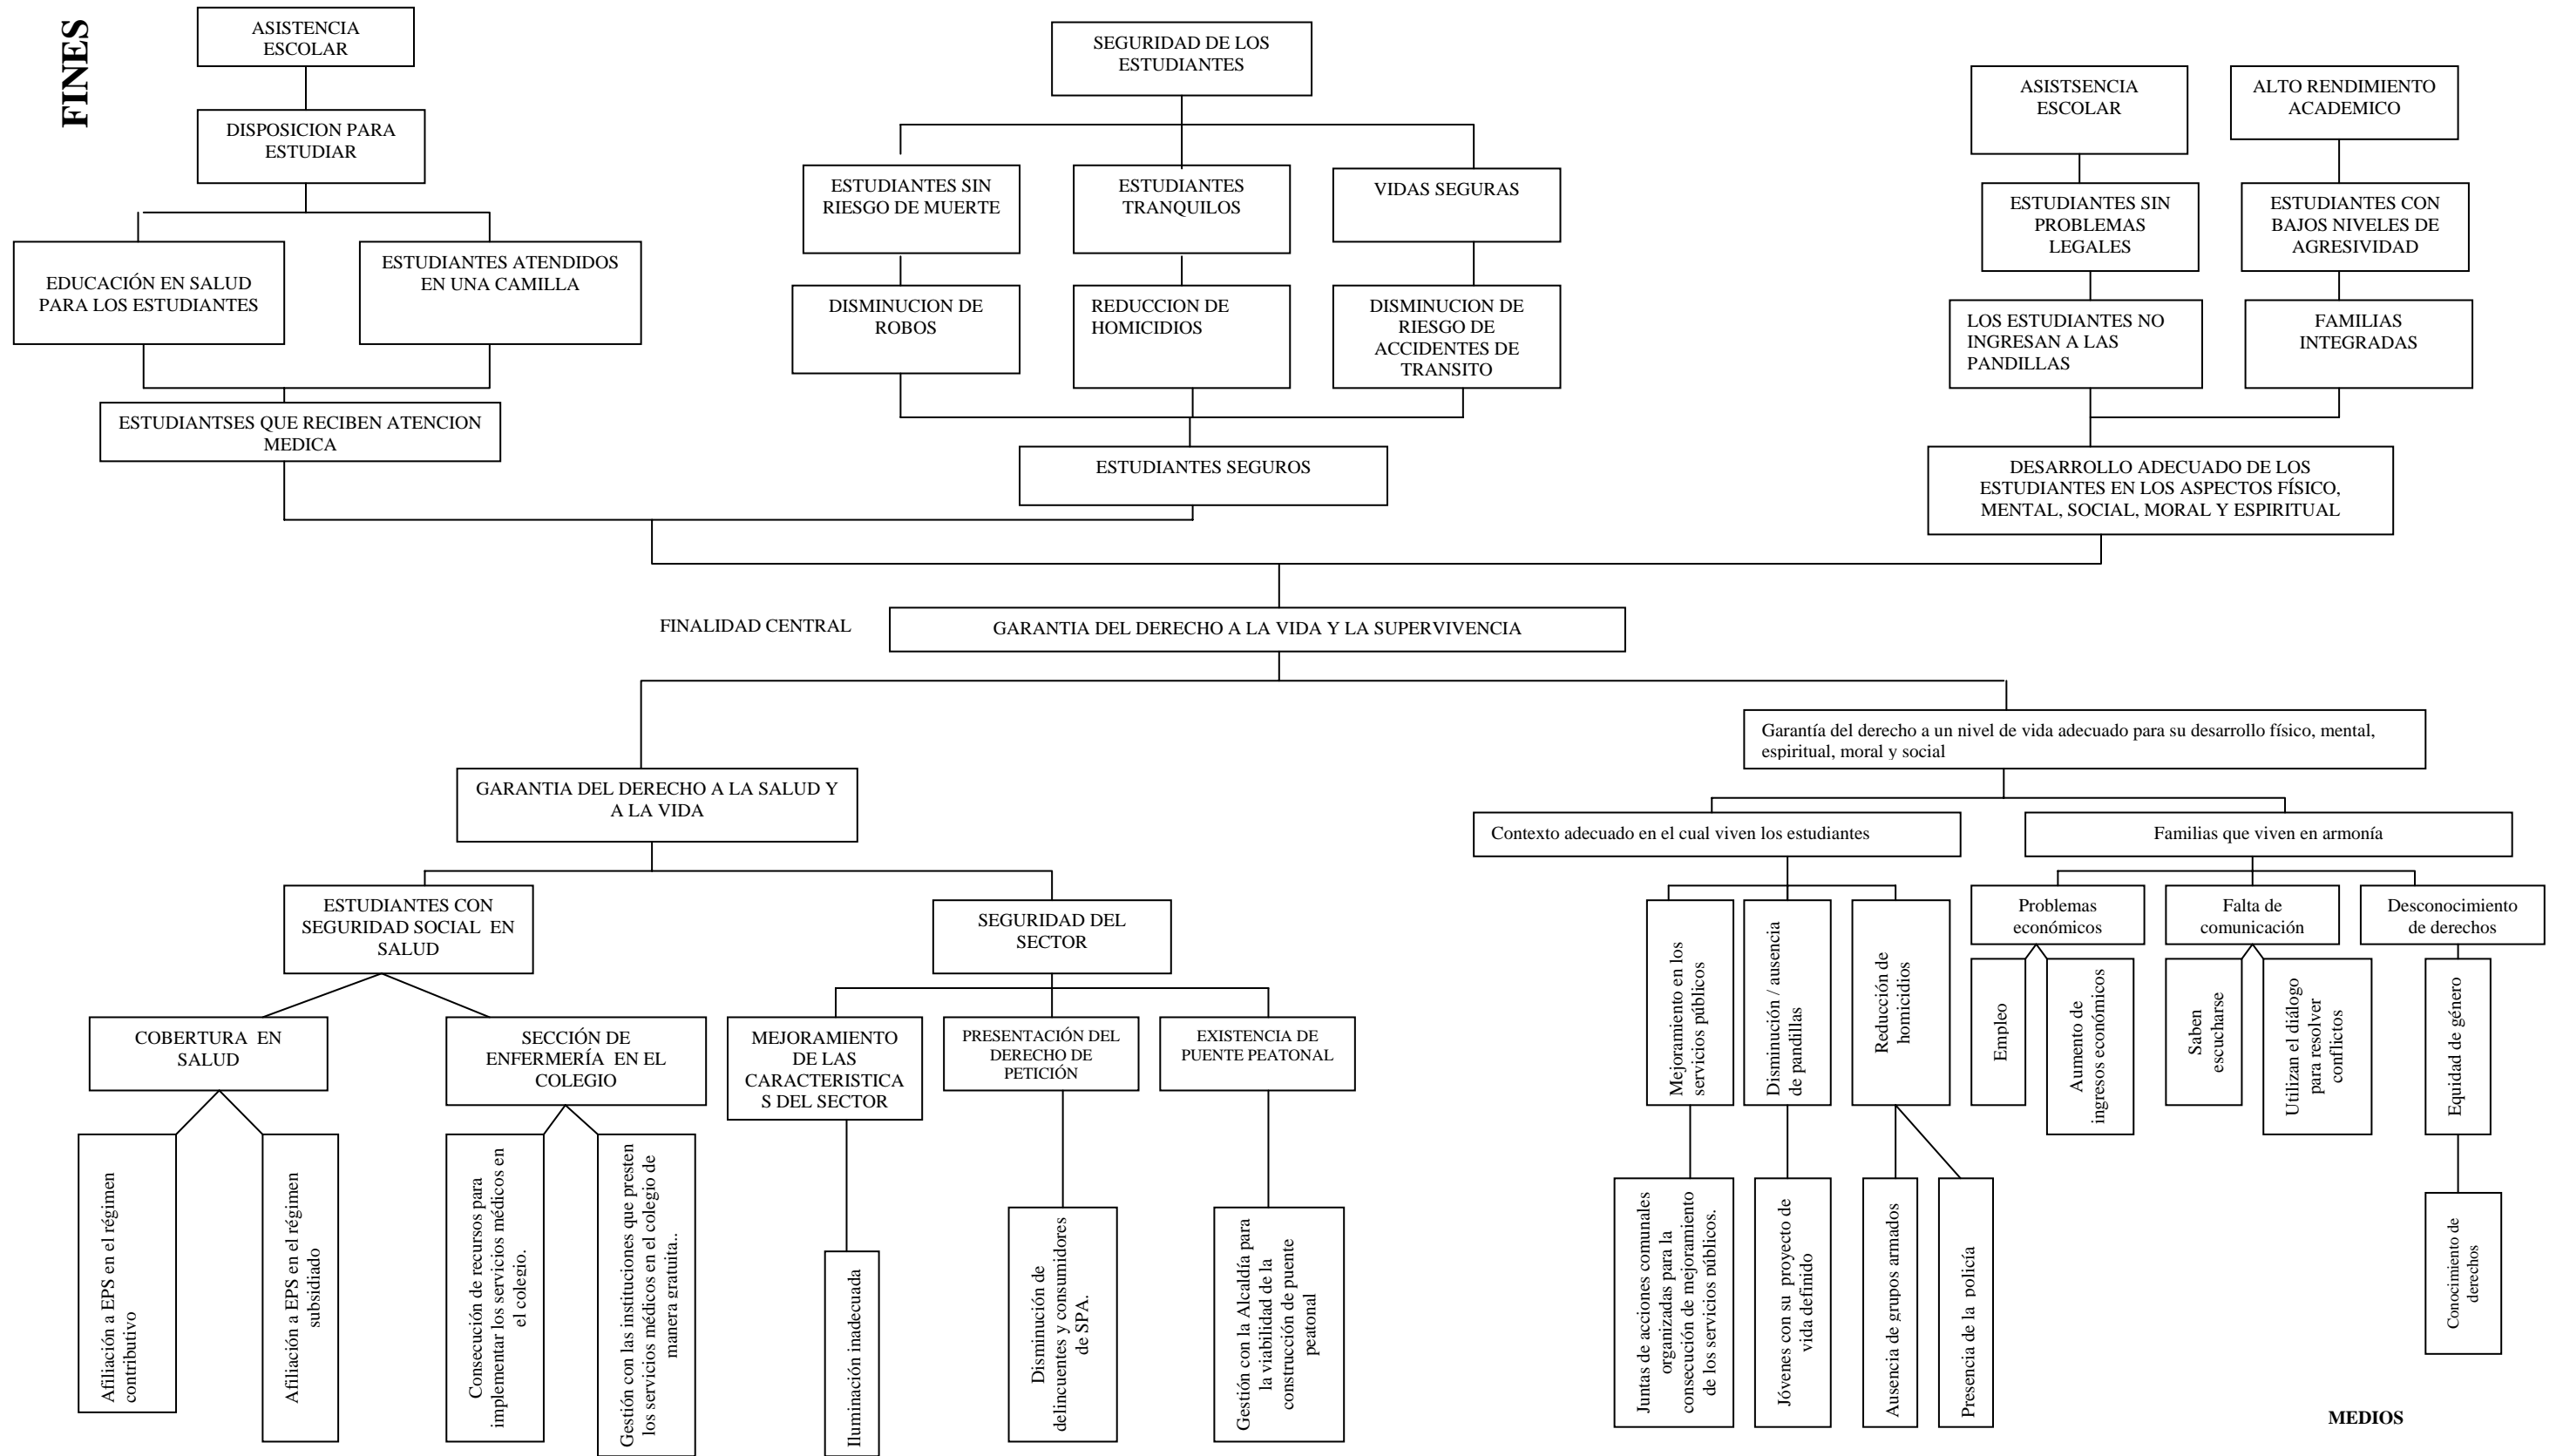 FINES
ASISTENCIA
ESCOLAR
DISPOSICION PARA
ESTUDIAR
EDUCACIÓN EN SALUD
PARA LOS ESTUDIANTES
ESTUDIANTES ATENDIDOS
EN UNA CAMILLA
ESTUDIANTSES QUE RECIBEN ATENCION
MEDICA
SEGURIDAD DE LOS
ESTUDIANTES
ESTUDIANTES SIN
RIESGO DE MUERTE
ESTUDIANTES
TRANQUILOS
VIDAS SEGURAS
DISMINUCION DE
ROBOS
REDUCCION DE
HOMICIDIOS
DISMINUCION DE
RIESGO DE
ACCIDENTES DE
TRANSITO
ESTUDIANTES SEGUROS
ASISTSENCIA
ESCOLAR
ALTO RENDIMIENTO
ACADEMICO
ESTUDIANTES SIN
PROBLEMAS
LEGALES
ESTUDIANTES CON
BAJOS NIVELES DE
AGRESIVIDAD
LOS ESTUDIANTES NO
INGRESAN A LAS
PANDILLAS
FAMILIAS
INTEGRADAS
DESARROLLO ADECUADO DE LOS
ESTUDIANTES EN LOS ASPECTOS FÍSICO,
MENTAL, SOCIAL, MORAL Y ESPIRITUAL
FINALIDAD CENTRAL
GARANTIA DEL DERECHO A LA VIDA Y LA SUPERVIVENCIA
GARANTIA DEL DERECHO A LA SALUD Y
A LA VIDA
ESTUDIANTES CON
SEGURIDAD SOCIAL EN
SALUD
SEGURIDAD DEL
SECTOR
COBERTURA EN
SALUD
SECCIÓN DE
ENFERMERÍA EN EL
COLEGIO
MEJORAMIENTO
DE LAS
CARACTERISTICA
S DEL SECTOR
PRESENTACIÓN DEL
DERECHO DE
PETICIÓN
EXISTENCIA DE
PUENTE PEATONAL
Afiliación a EPS en el régimen
contributivo
Afiliación a EPS en el régimen
subsidiado
Consecución de recursos para
implementar los servicios médicos en
el colegio.
Gestión con las instituciones que presten
los servicios médicos en el colegio de
manera gratuita..
Iluminación inadecuada
Disminución de
delincuentes y consumidores
de SPA.
Gestión con la Alcaldía para
la viabilidad de la
construcción de puente
peatonal
Garantía del derecho a un nivel de vida adecuado para su desarrollo físico, mental,
espiritual, moral y social
Contexto adecuado en el cual viven los estudiantes
Familias que viven en armonía
Mejoramiento en los
servicios públicos
Disminución / ausencia
de pandillas
Reducción de
homicidios
Problemas
económicos
Falta de
comunicación
Desconocimiento
de derechos
Empleo
Aumento de
ingresos económicos
Saben
escucharse
Utilizan el diálogo
para resolver
conflictos
Equidad de género
Juntas de acciones comunales
organizadas para la
consecución de mejoramiento
de los servicios públicos.
Jóvenes con su proyecto de
vida definido
Ausencia de grupos armados
Presencia de la policía
Conocimiento de
derechos
MEDIOS